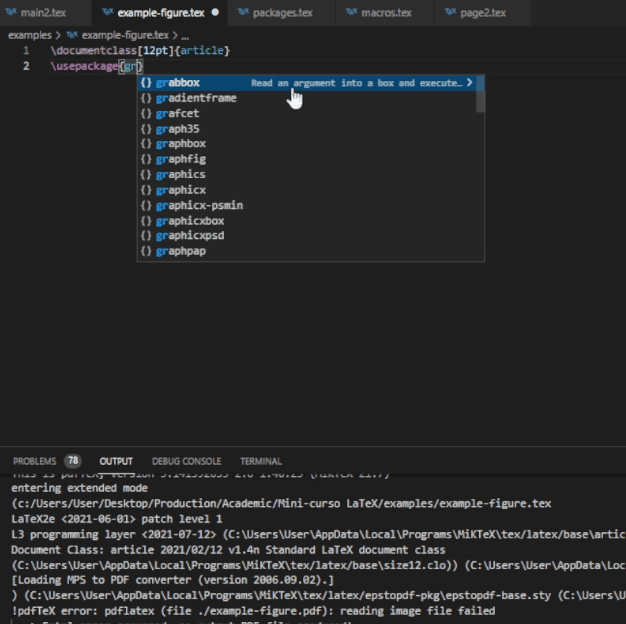 TeX main2.tex TeX example-figure.tex TeX packages.tex TeX macros.tex TeX page2.tex
examples > TeX example-figure.tex > ...
1 \documentclass[12pt]{article}
2 \usepackage{gr}
{} grabbox Read an argument into a box and execute… >
{} gradientframe
{} grafcet
{} graph35
{} graphbox
{} graphfig
{} graphics
{} graphicx
{} graphicx-psmin
{} graphicxbox
{} graphicxpsd
{} graphpap
PROBLEMS 78 OUTPUT DEBUG CONSOLE TERMINAL
entering extended mode
(c:/Users/User/Desktop/Production/Academic/Mini-curso LaTeX/examples/example-figure.tex
LaTeX2e <2021-06-01> patch level 1
L3 programming layer <2021-07-12> (C:\Users\User\AppData\Local\Programs\MiKTeX\tex/latex/base\artic
Document Class: article 2021/02/12 v1.4n Standard LaTeX document class
(C:\Users\User\AppData\Local\Programs\MiKTeX\tex/latex/base\size12.clo)) (C:\Users\User\AppData\Loc
[Loading MPS to PDF converter (version 2006.09.02).]
) (C:\Users\User\AppData\Local\Programs\MiKTeX\tex/latex/epstopdf-pkg\epstopdf-base.sty (C:\Users\U
!pdfTeX error: pdflatex (file ./example-figure.pdf): reading image file failed